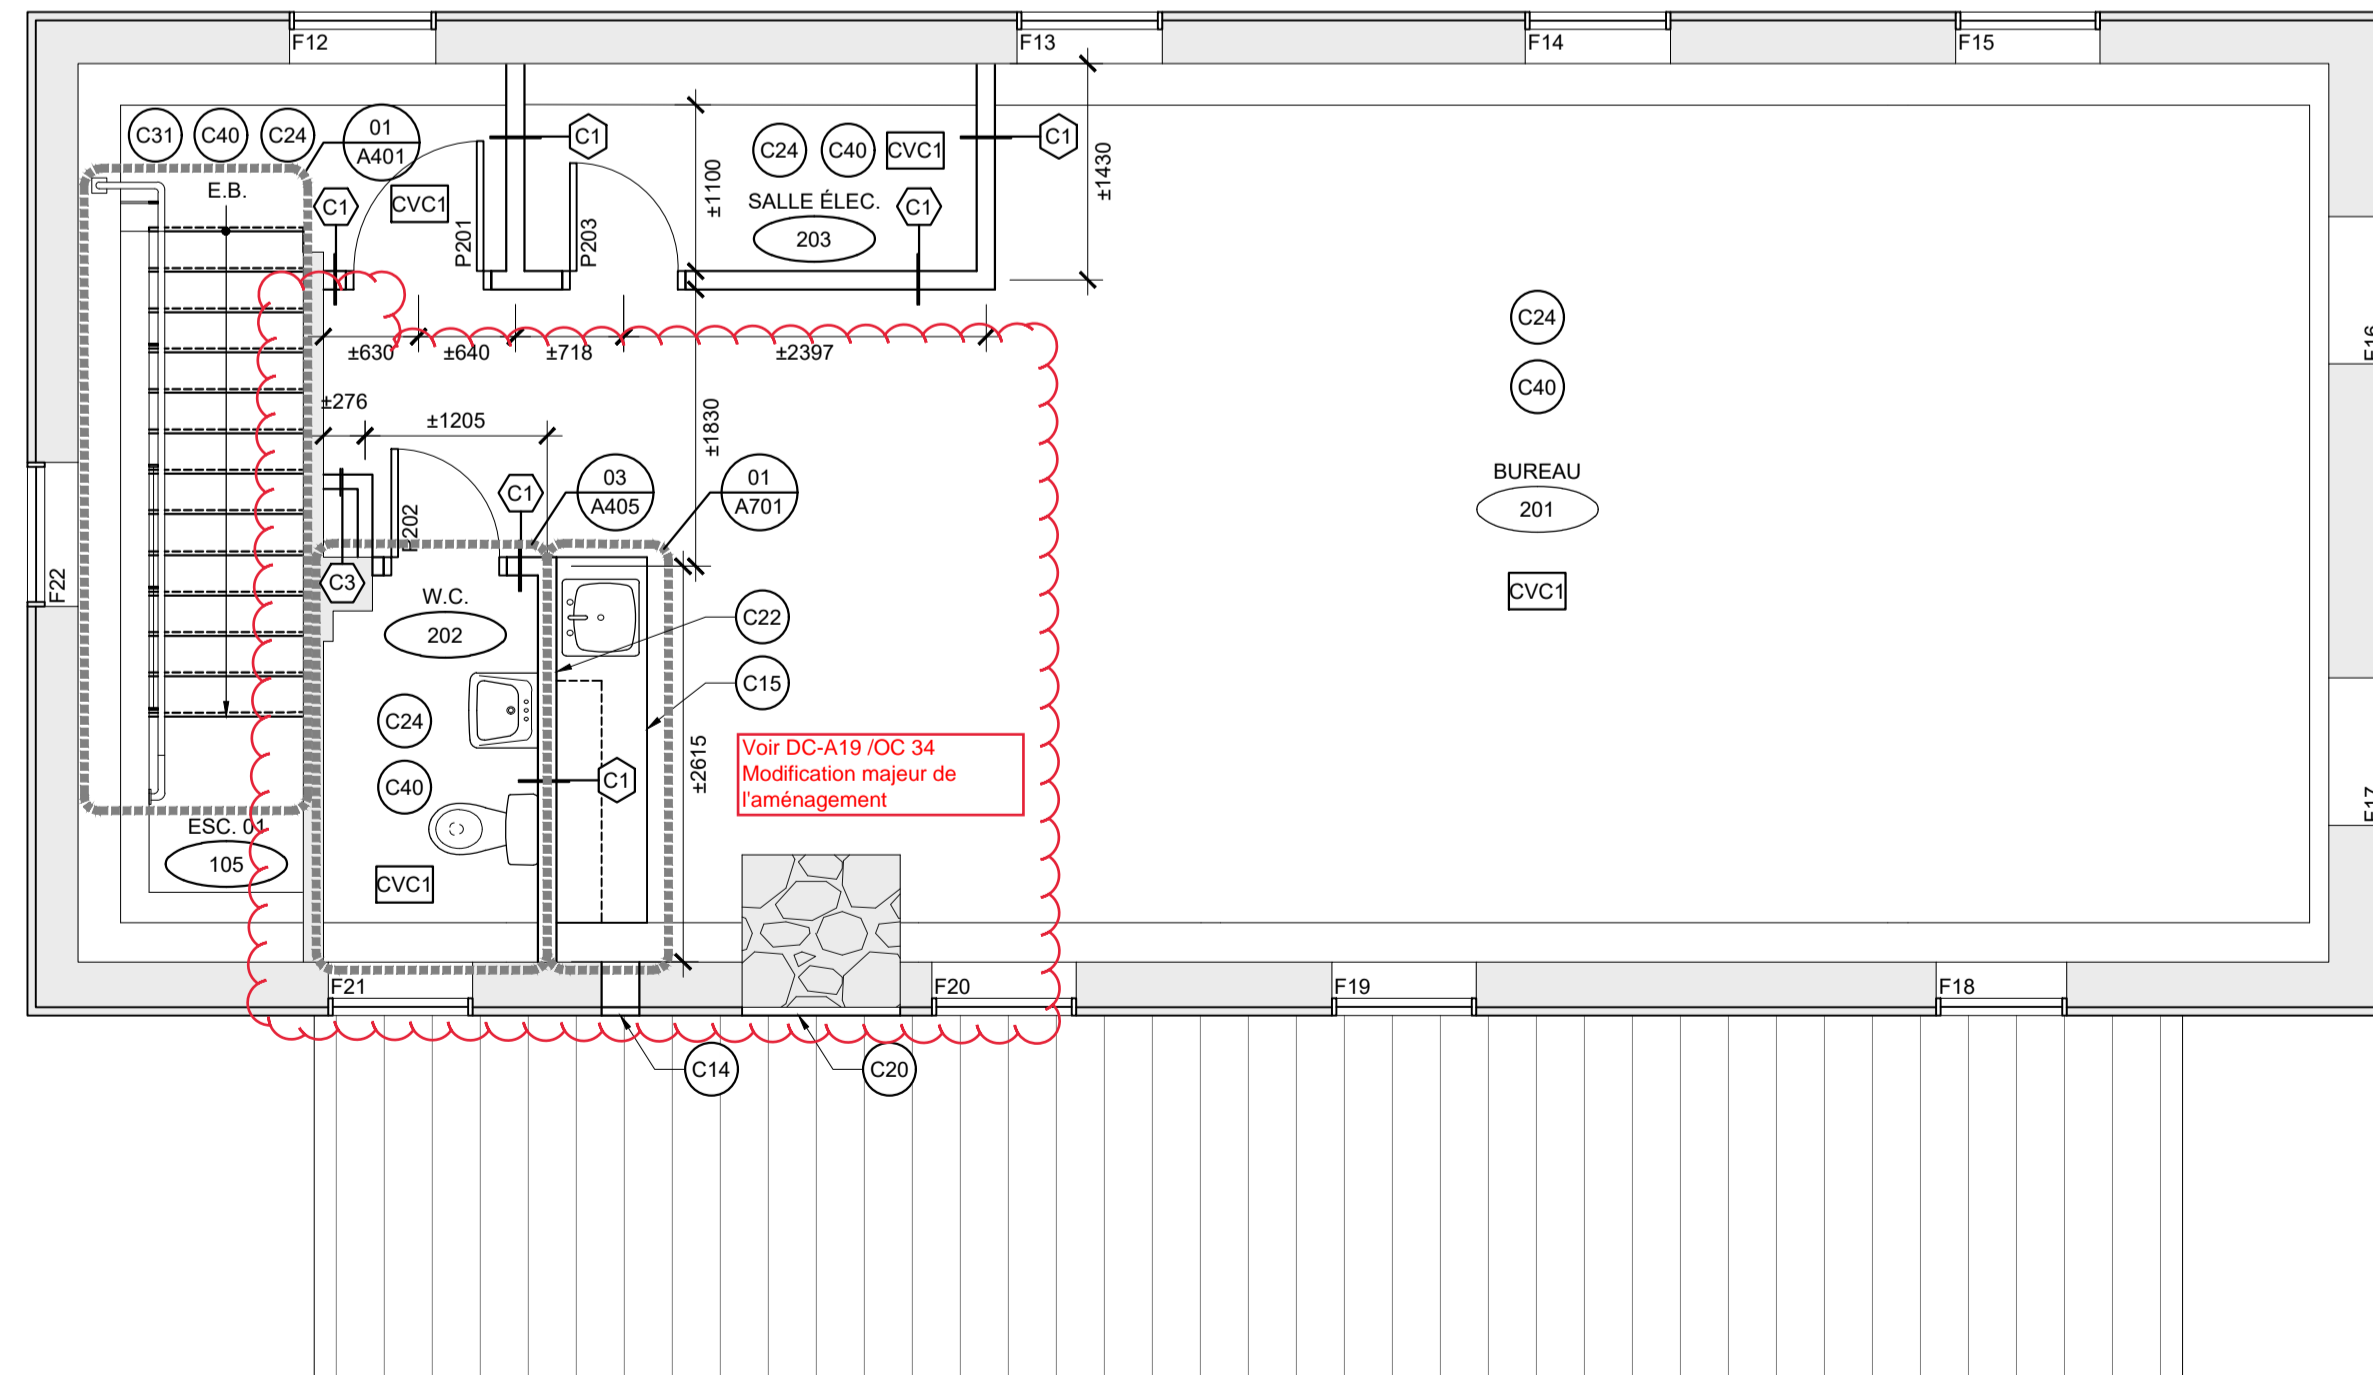 F12
F13
F14
F15
C31
C40
C24
01
A401
C1
C24
C40
CVC1
C1
E.B.
C1
CVC1
P201
P203
SALLE ÉLEC.
203
C1
±1100
±1430
±630
±640
±718
±2397
C24
C40
F16
±276
±1205
±1830
BUREAU
201
CVC1
C1
03
A405
01
A701
P202
F22
C3
W.C.
202
C22
C15
C24
C40
C1
±2615
Voir DC-A19 /OC 34
Modification majeur de
l'aménagement
F17
ESC. 01
105
CVC1
F21
F20
F19
F18
C14
C20